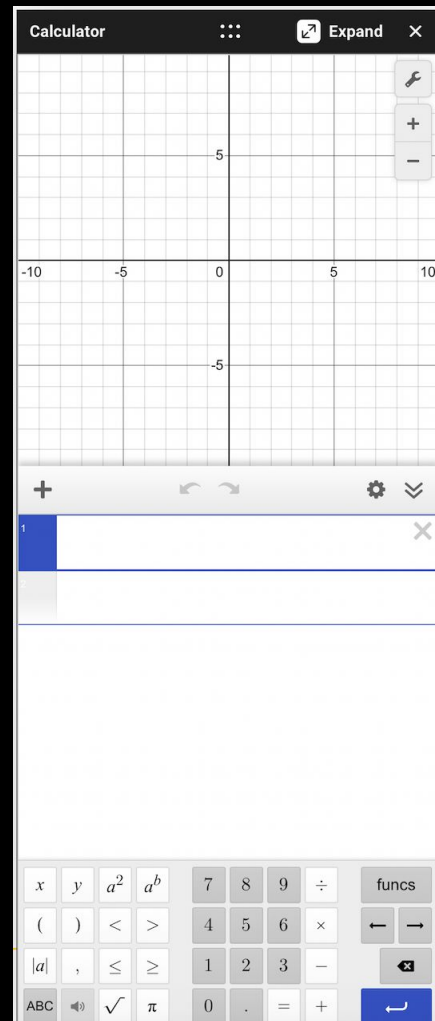 Calculator Expand
5
-10 -5 0 5 10
-5
1
2
x y a² aᵇ 7 8 9 ÷ funcs
( ) < > 4 5 6 × ← →
|a| , ≤ ≥ 1 2 3 −
ABC √ π 0 . = +